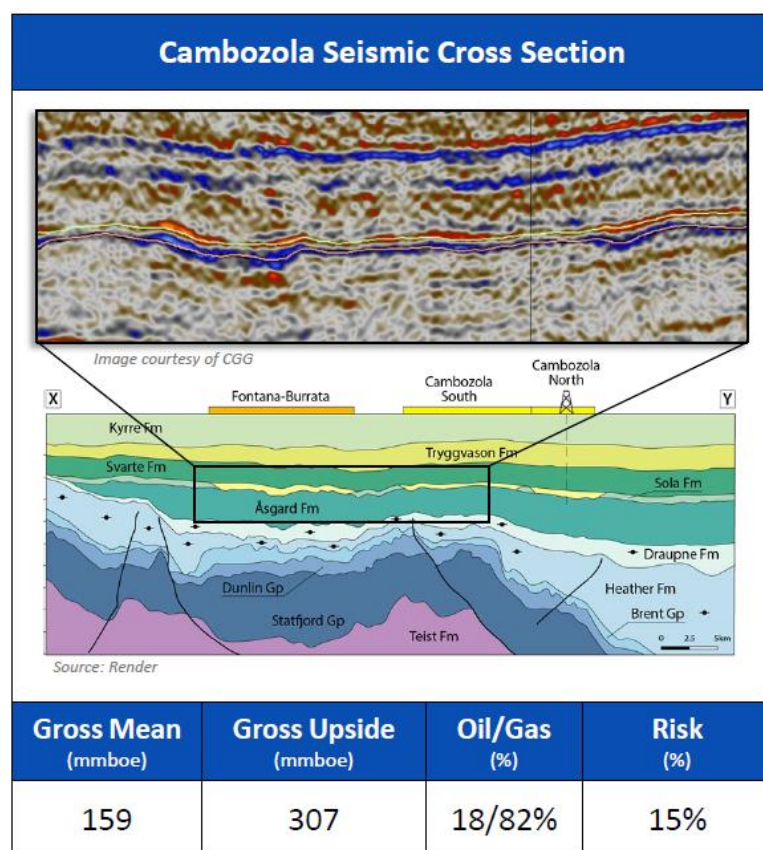 Cambozola Seismic Cross Section
Image courtesy of CGG
X
Fontana-Burrata
Cambozola
South
Cambozola
North
Y
Kyrre Fm
Tryggvason Fm
Svarte Fm
Sola Fm
Åsgard Fm
Draupne Fm
Dunlin Gp
Heather Fm
Statfjord Gp
Brent Gp
Teist Fm
0 2.5 5km
Source: Render
Gross Mean
(mmboe)
Gross Upside
(mmboe)
Oil/Gas
(%)
Risk
(%)
159 307 18/82% 15%